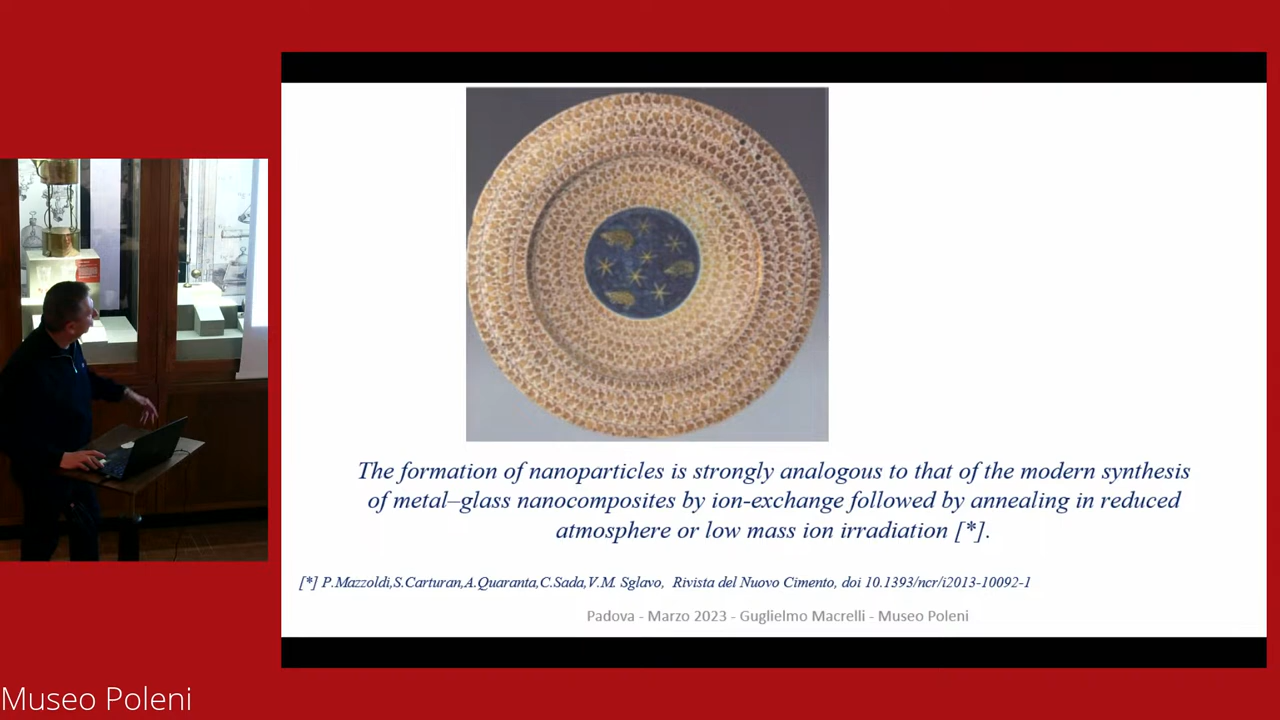 The formation of nanoparticles is strongly analogous to that of the modern synthesis
of metal–glass nanocomposites by ion-exchange followed by annealing in reduced
atmosphere or low mass ion irradiation [*].
[*] P.Mazzoldi,S.Carturan,A.Quaranta,C.Sada,V.M. Sglavo, Rivista del Nuovo Cimento, doi 10.1393/ncr/i2013-10092-1
Padova - Marzo 2023 - Guglielmo Macrelli - Museo Poleni
Museo Poleni